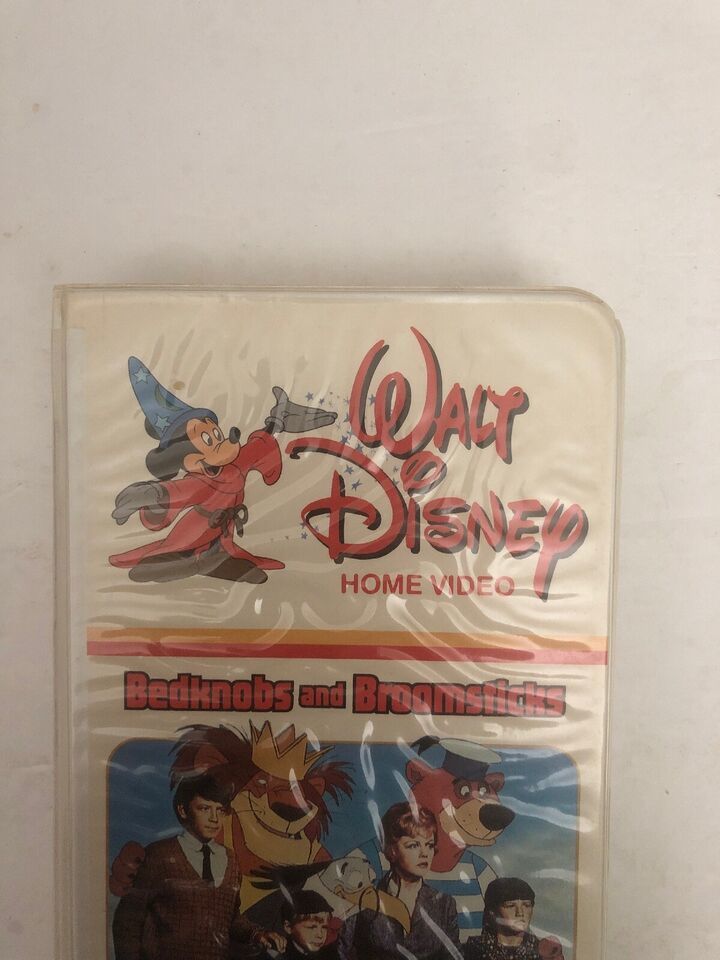 WALT
DISNEY
HOME VIDEO
Bedknobs and Broomsticks